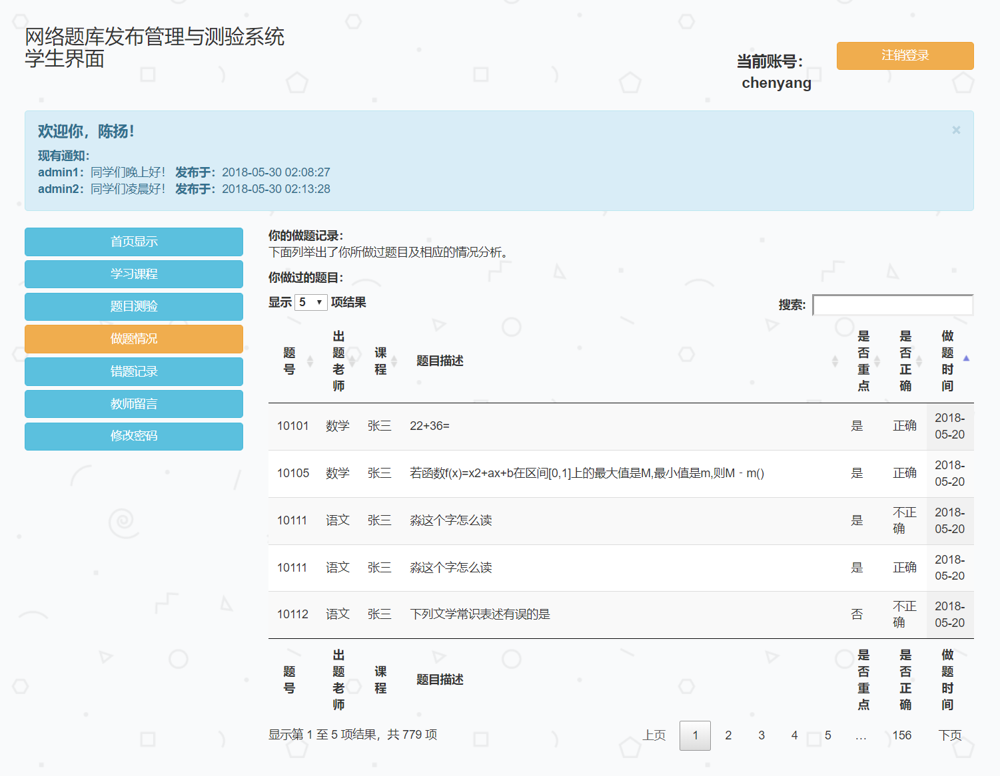 网络题库发布管理与测验系统
学生界面
当前账号：
chenyang
注销登录
欢迎你，陈扬！
×
现有通知：
admin1：同学们晚上好！ 发布于：2018-05-30 02:08:27
admin2：同学们凌晨好！ 发布于：2018-05-30 02:13:28
首页显示
学习课程
题目测验
做题情况
错题记录
教师留言
修改密码
你的做题记录：
下面列举出了你所做过题目及相应的情况分析。
你做过的题目：
显示 5 项结果
搜索:
题号 出题老师 课程 题目描述 是否重点 是否正确 做题时间
10101 数学 张三 22+36= 是 正确 2018-05-20
10105 数学 张三 若函数f(x)=x2+ax+b在区间[0,1]上的最大值是M,最小值是m,则M﹣m() 是 正确 2018-05-20
10111 语文 张三 淼这个字怎么读 是 不正确 2018-05-20
10111 语文 张三 淼这个字怎么读 是 正确 2018-05-20
10112 语文 张三 下列文学常识表述有误的是 否 不正确 2018-05-20
题号 出题老师 课程 题目描述 是否重点 是否正确 做题时间
显示第 1 至 5 项结果，共 779 项
上页 1 2 3 4 5 … 156 下页